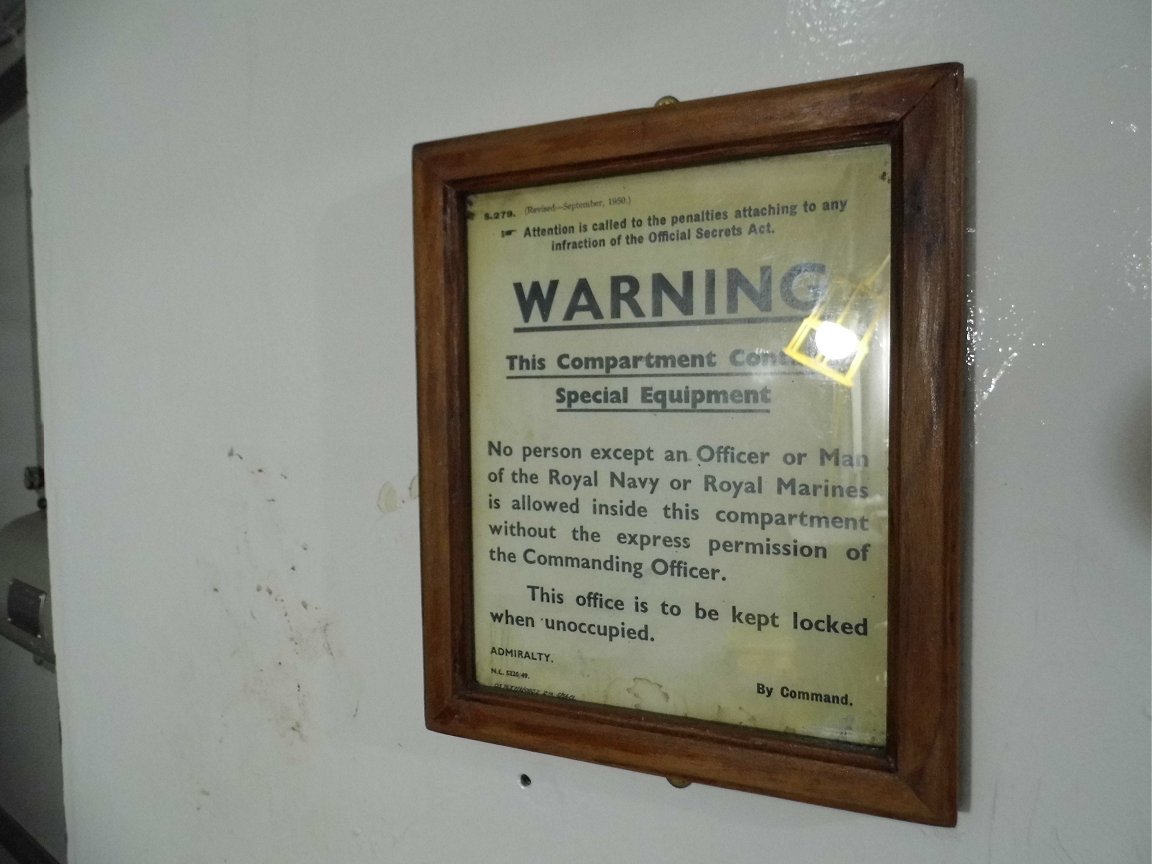 S.279. (Revised—September, 1950.)
☛ Attention is called to the penalties attaching to any
infraction of the Official Secrets Act.
WARNING
This Compartment
Special Equipment
No person except an Officer or Man
of the Royal Navy or Royal Marines
is allowed inside this compartment
without the express permission of
the Commanding Officer.
This office is to be kept locked
when unoccupied.
ADMIRALTY.
N.C. 5226/49.
By Command.